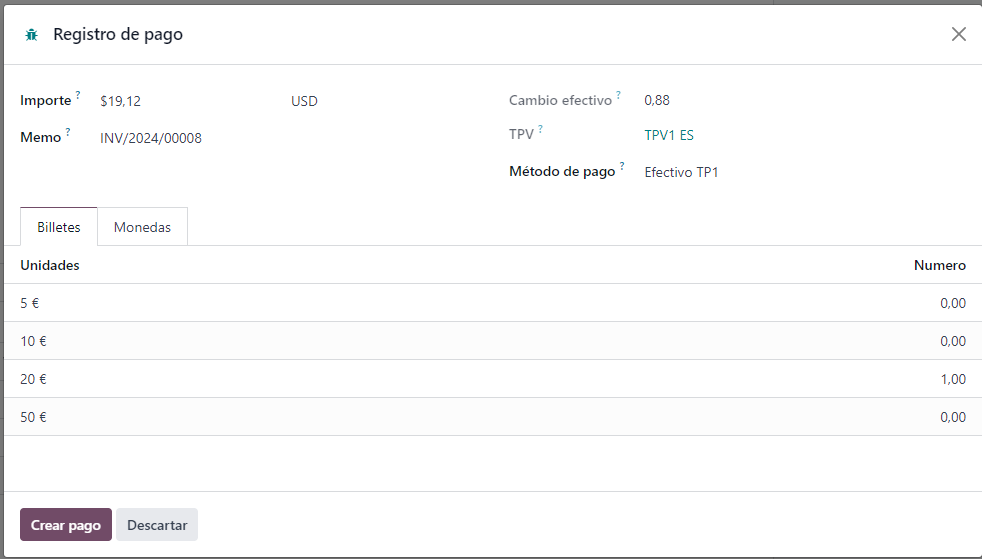 Registro de pago
Importe ? $19,12 USD
Cambio efectivo ? 0,88
Memo ? INV/2024/00008
TPV ? TPV1 ES
Método de pago ? Efectivo TP1
Billetes Monedas
Unidades Numero
5 € 0,00
10 € 0,00
20 € 1,00
50 € 0,00
Crear pago Descartar